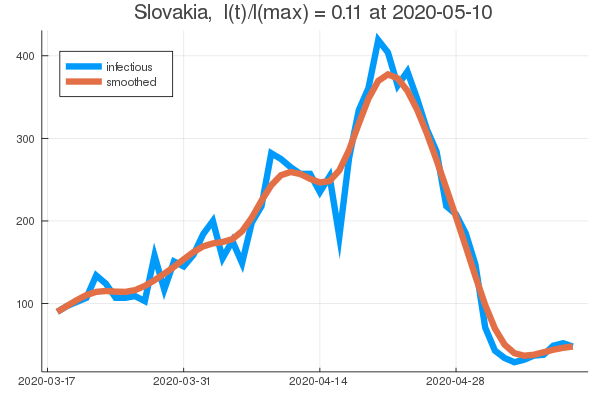 Slovakia,  I(t)/I(max) = 0.11 at 2020-05-10
infectious
smoothed
400
300
200
100
2020-03-17
2020-03-31
2020-04-14
2020-04-28